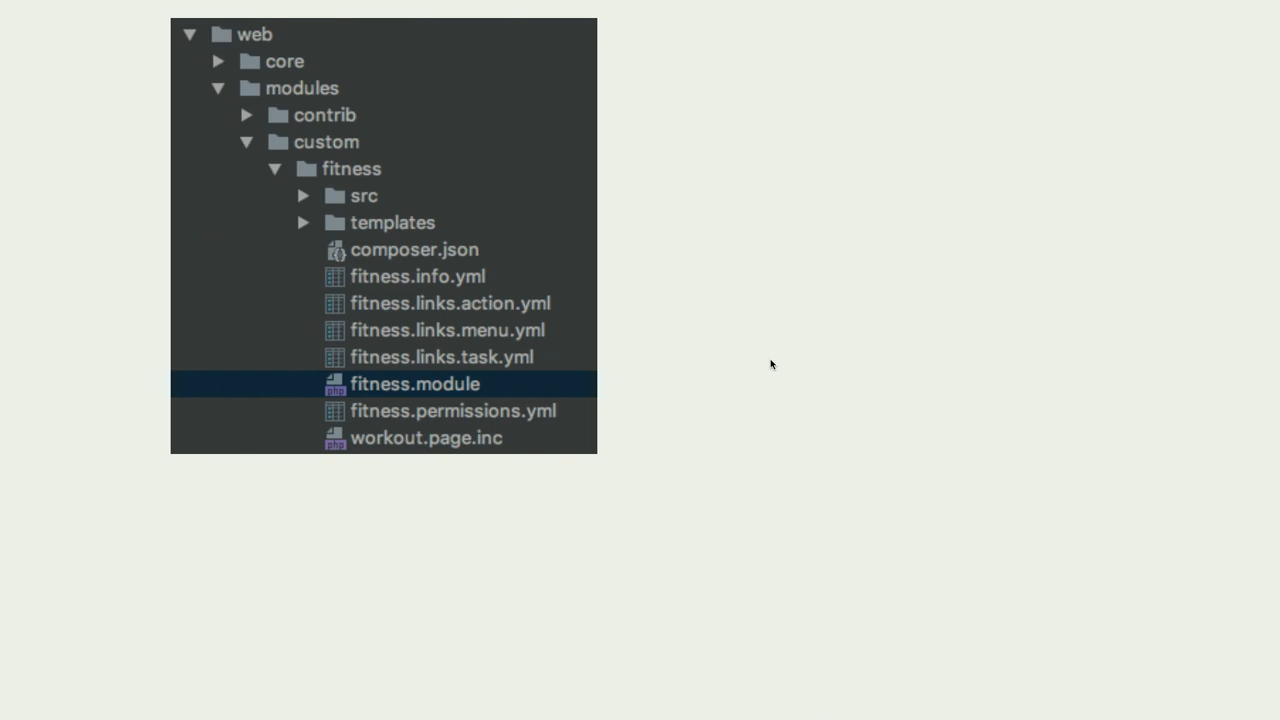 web
core
modules
contrib
custom
fitness
src
templates
composer.json
fitness.info.yml
fitness.links.action.yml
fitness.links.menu.yml
fitness.links.task.yml
fitness.module
fitness.permissions.yml
workout.page.inc